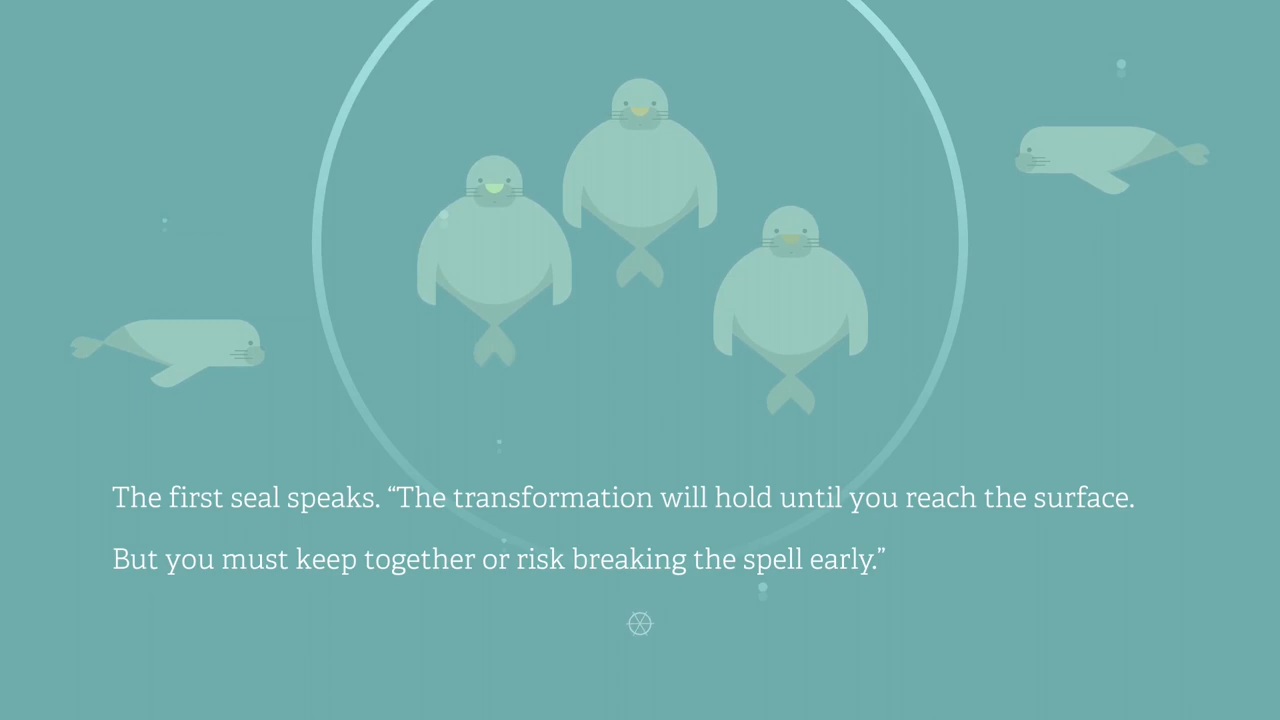 The first seal speaks. “The transformation will hold until you reach the surface.
But you must keep together or risk breaking the spell early.”